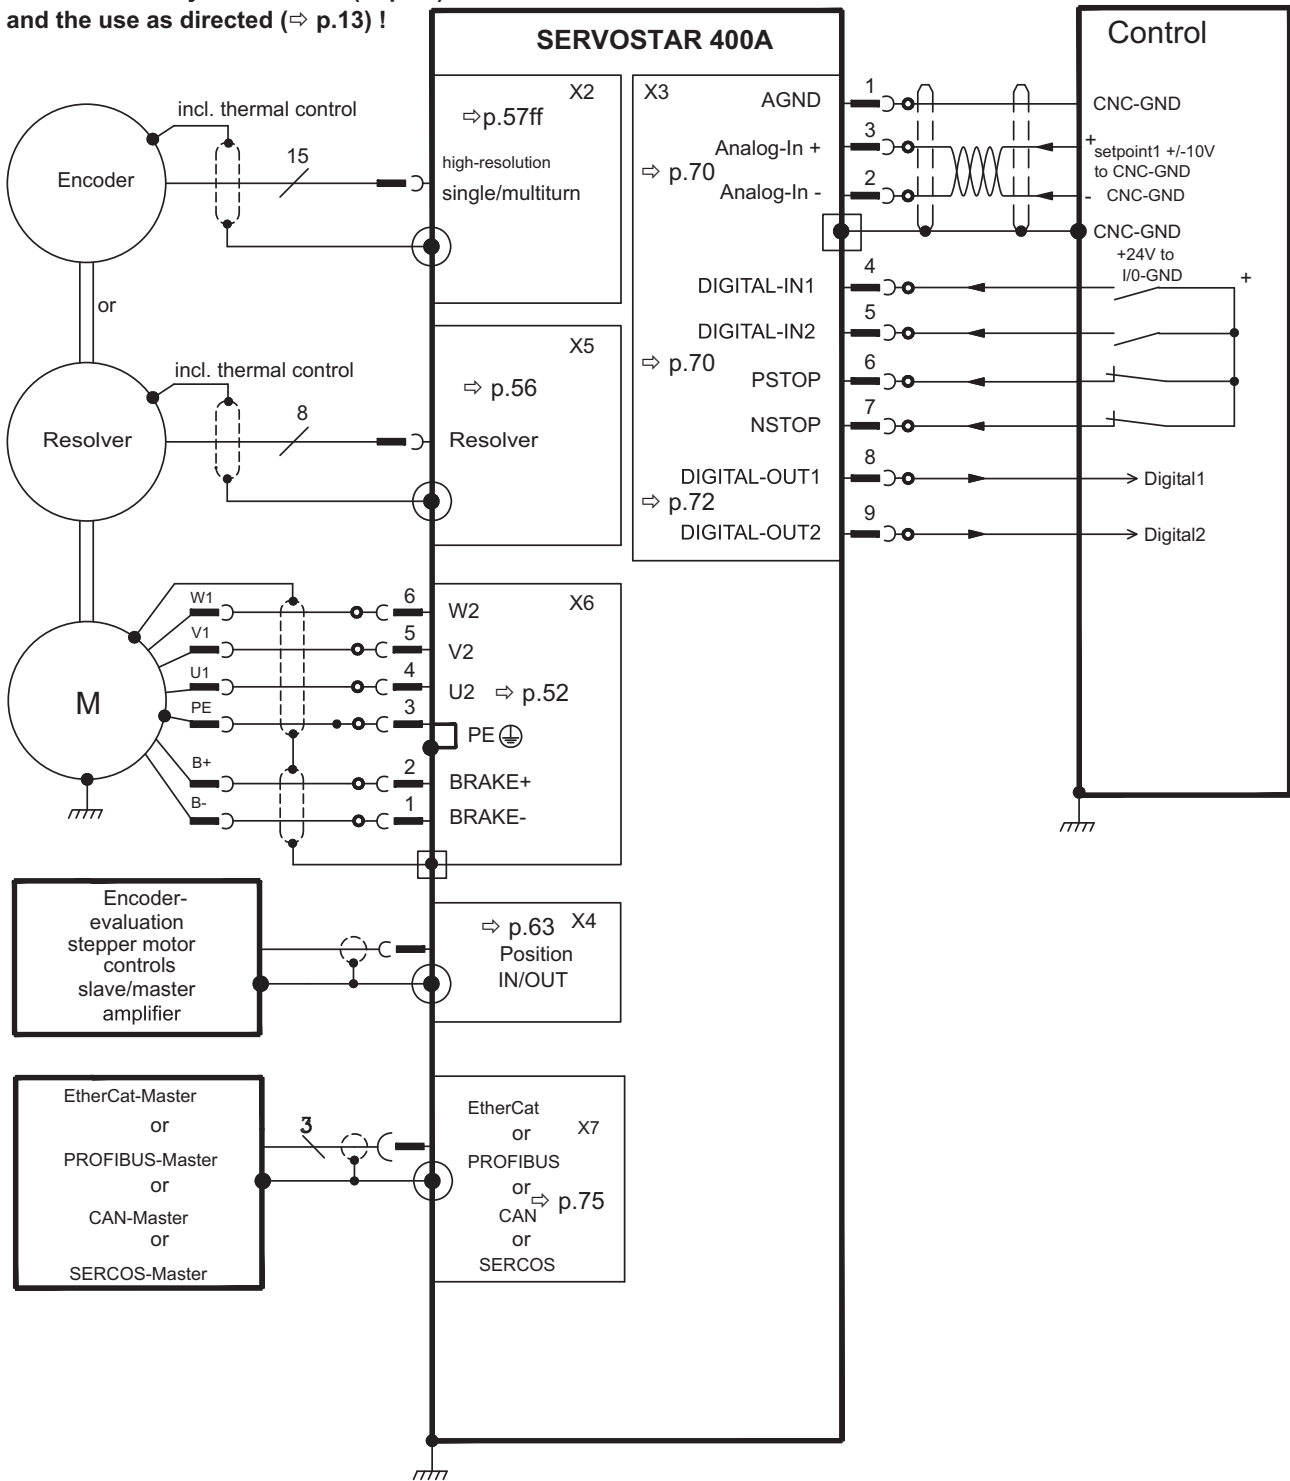 and the use as directed (⇨ p.13) !
SERVOSTAR 400A
Control
incl. thermal control
Encoder
15
X2
⇨p.57ff
high-resolution
single/multiturn
or
incl. thermal control
Resolver
8
X5
⇨ p.56
Resolver
X3
AGND
1
CNC-GND
Analog-In +
3
+
setpoint1 +/-10V
to CNC-GND
⇨ p.70
Analog-In -
2
- CNC-GND
CNC-GND
+24V to
I/0-GND
+
DIGITAL-IN1
4
DIGITAL-IN2
5
⇨ p.70
PSTOP
6
NSTOP
7
DIGITAL-OUT1
8
Digital1
⇨ p.72
DIGITAL-OUT2
9
Digital2
M
W1
6
W2
X6
V1
5
V2
U1
4
U2 ⇨ p.52
PE
3
PE
B+
2
BRAKE+
B-
1
BRAKE-
Encoder-
evaluation
stepper motor
controls
slave/master
amplifier
⇨ p.63 X4
Position
IN/OUT
EtherCat-Master
or
PROFIBUS-Master
or
CAN-Master
or
SERCOS-Master
3
EtherCat
or
X7
PROFIBUS
or
⇨ p.75
CAN
or
SERCOS